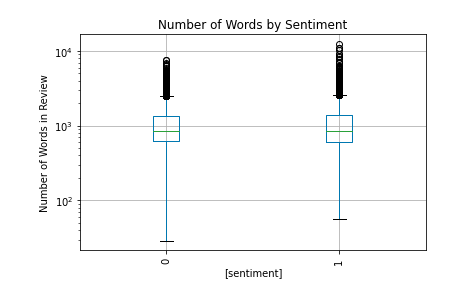 Number of Words by Sentiment
Number of Words in Review
10⁴
10³
10²
0
1
[sentiment]